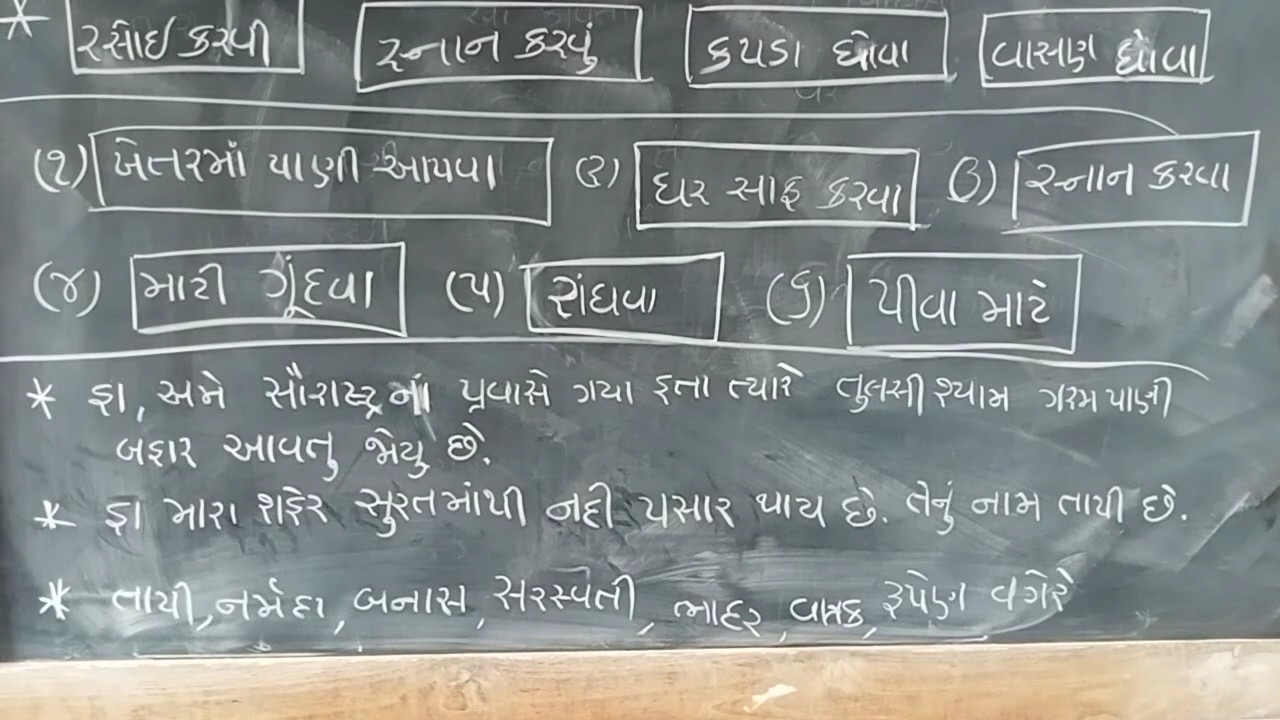 * રસોઈ કરવી સ્નાન કરવું કપડા ધોવા વાસણ ધોવા
(૧) ખેતરમાં પાણી આપવા (૨) ઘર સાફ કરવા (૩) સ્નાન કરવા
(૪) માટી ગૂંદવા (૫) રાંધવા (૬) પીવા માટે
* હા, અમે સૌરાષ્ટ્રનાં પ્રવાસે ગયા હતા ત્યારે તુલસીશ્યામ ગરમ પાણી
બહાર આવતુ જોયુ છે.
* હા મારા શહેર સુરતમાંથી નદી પસાર થાય છે. તેનું નામ તાપી છે.
* તાપી, નર્મદા, બનાસ, સરસ્વતી, ભાદર, વાત્રક, રૂપેણ વગેરે